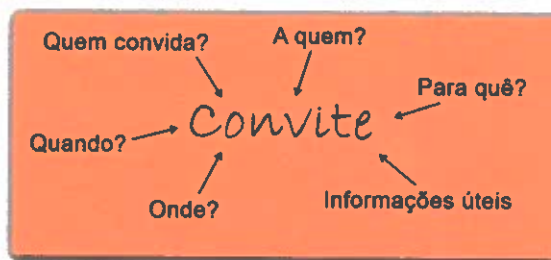 Quem convida?
A quem?
Para quê?
Convite
Quando?
Onde?
Informações úteis